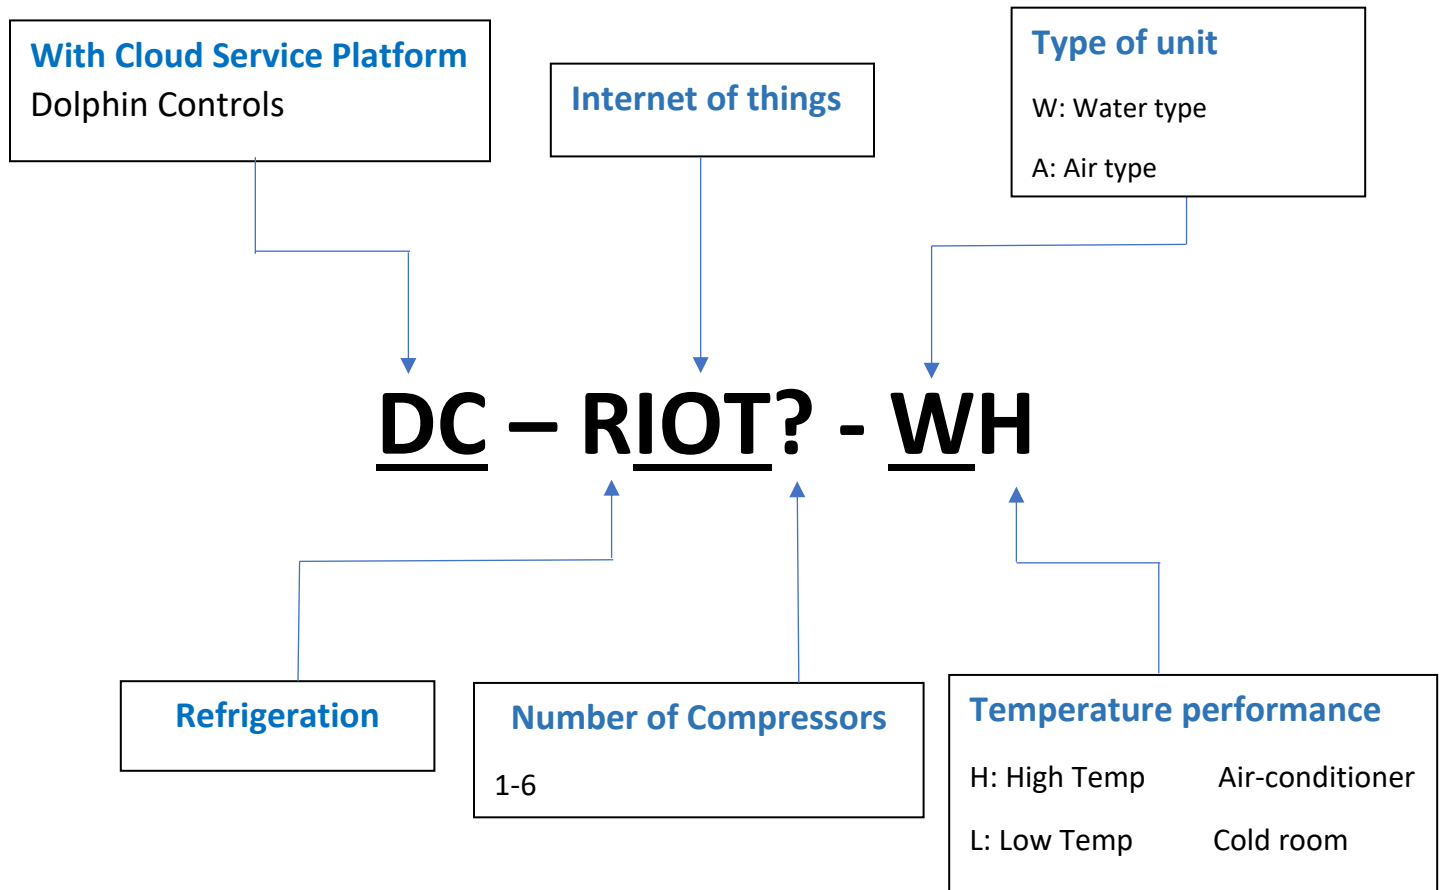 With Cloud Service Platform
Dolphin Controls
Internet of things
Type of unit
W: Water type
A: Air type
DC – RIOT? - WH
Refrigeration
Number of Compressors
1-6
Temperature performance
H: High Temp Air-conditioner
L: Low Temp Cold room